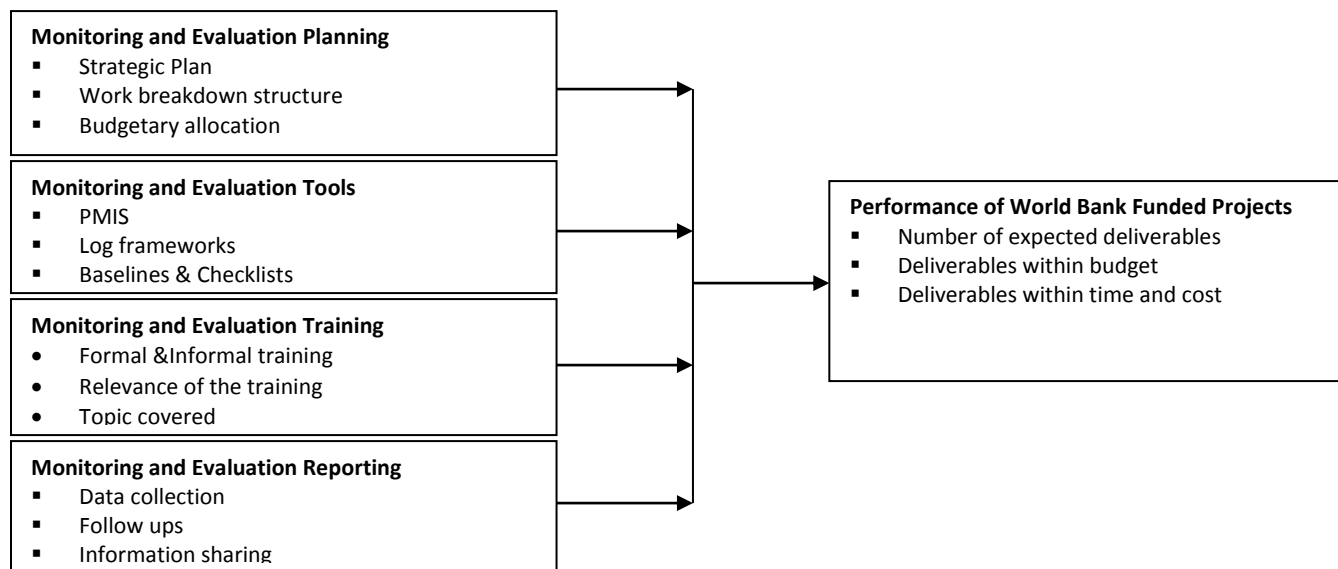 Monitoring and Evaluation Planning
▪ Strategic Plan
▪ Work breakdown structure
▪ Budgetary allocation
Monitoring and Evaluation Tools
▪ PMIS
▪ Log frameworks
▪ Baselines & Checklists
Monitoring and Evaluation Training
• Formal &Informal training
• Relevance of the training
• Topic covered
Monitoring and Evaluation Reporting
▪ Data collection
▪ Follow ups
▪ Information sharing
Performance of World Bank Funded Projects
▪ Number of expected deliverables
▪ Deliverables within budget
▪ Deliverables within time and cost